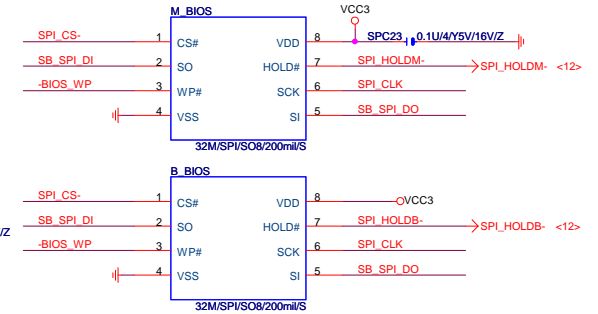 M_BIOS
VCC3
SPI_CS- 1 CS# VDD 8 SPC23 0.1U/4/Y5V/16V/Z
SB_SPI_DI 2 SO HOLD# 7 SPI_HOLDM- SPI_HOLDM- <12>
-BIOS_WP 3 WP# SCK 6 SPI_CLK
4 VSS SI 5 SB_SPI_DO
32M/SPI/SO8/200mil/S
B_BIOS
SPI_CS- 1 CS# VDD 8 VCC3
SB_SPI_DI 2 SO HOLD# 7 SPI_HOLDB- SPI_HOLDB- <12>
/Z
-BIOS_WP 3 WP# SCK 6 SPI_CLK
4 VSS SI 5 SB_SPI_DO
32M/SPI/SO8/200mil/S